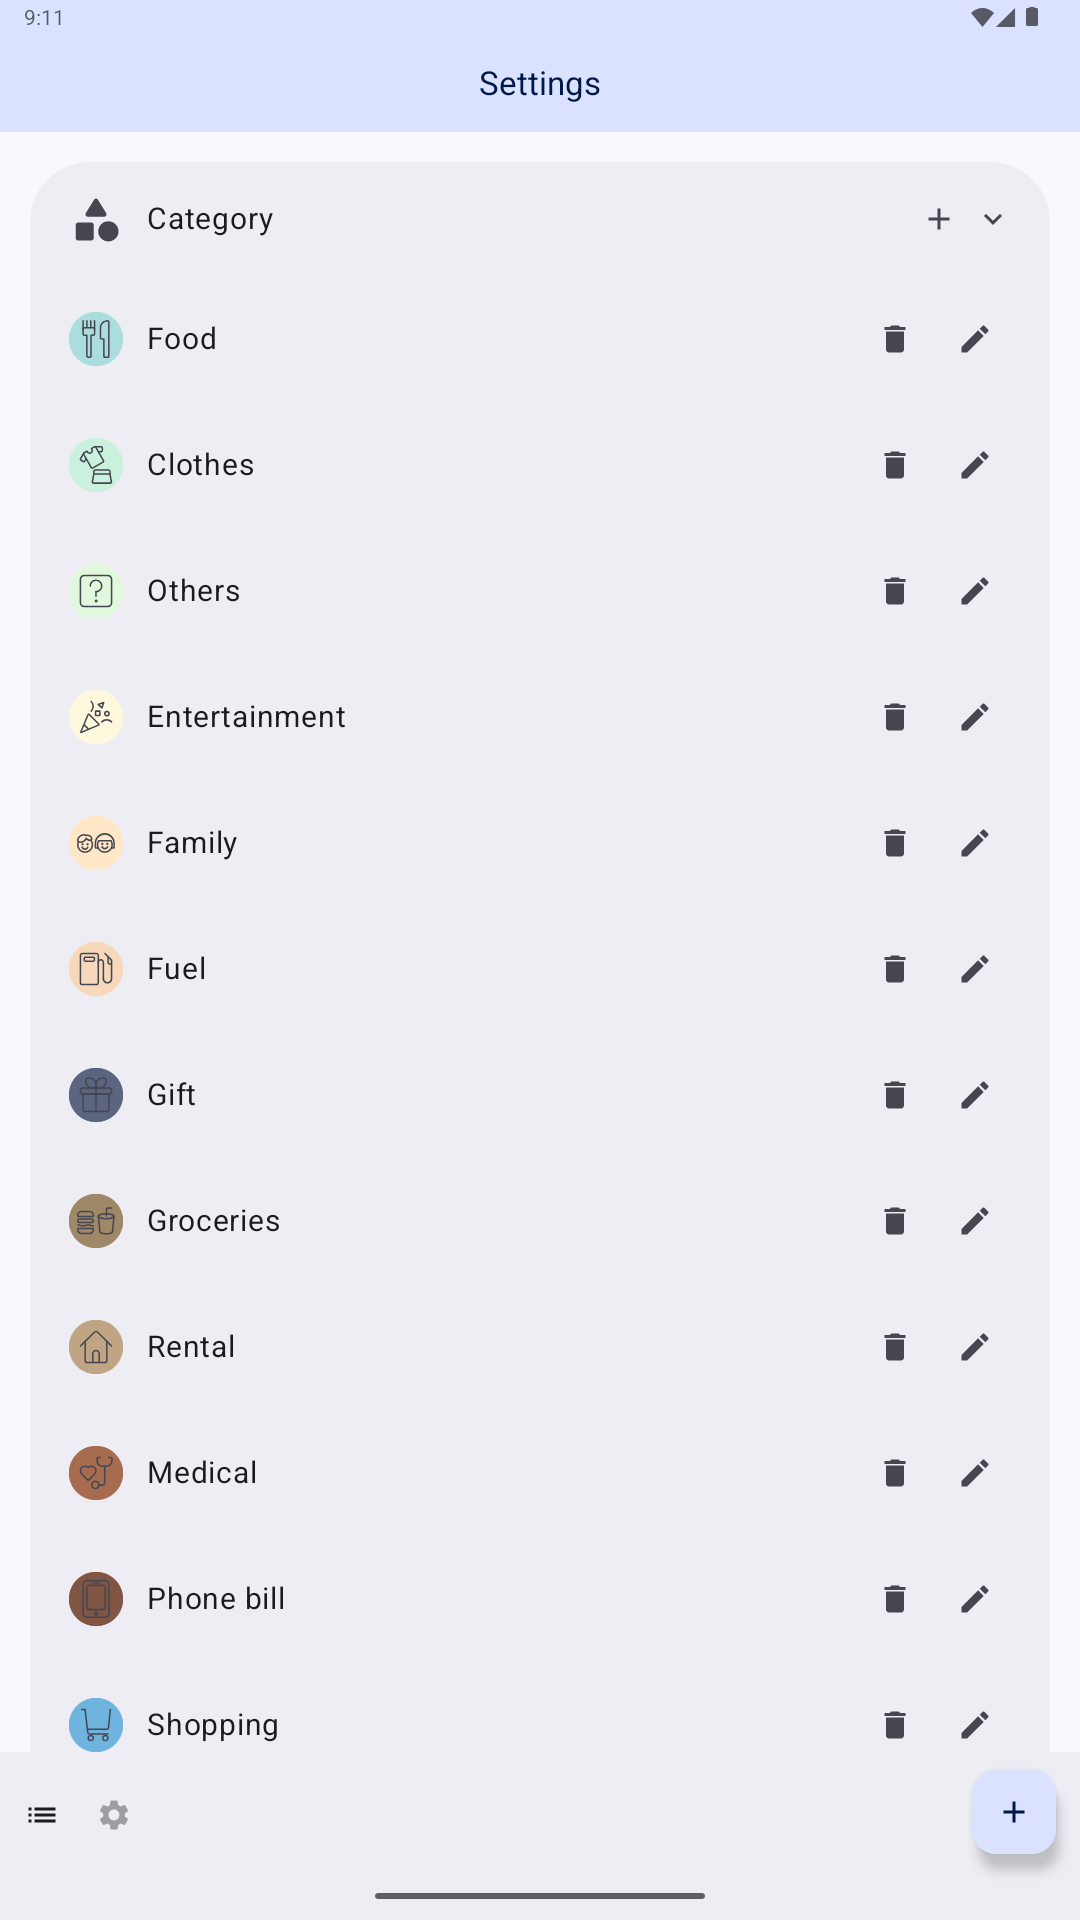 9:11
Settings
Category
Food
Clothes
Others
Entertainment
Family
Fuel
Gift
Groceries
Rental
Medical
Phone bill
Shopping